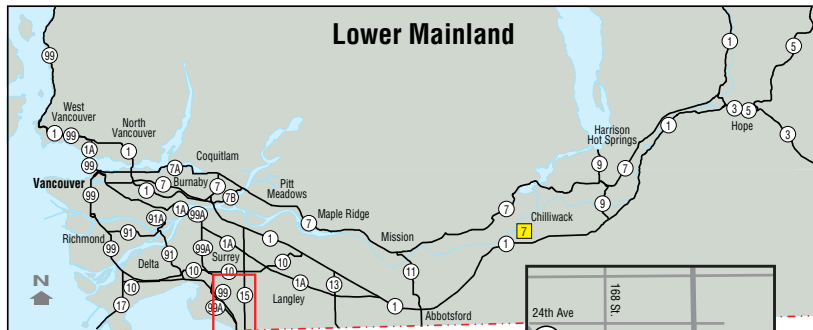 Lower Mainland
99
1
5
West
Vancouver
North
Vancouver
1
99
1A
1
99
Coquitlam
7A
7
Burnaby
1
7
7B
Pitt
Meadows
Vancouver
99
1A
99A
91A
Maple Ridge
7
Harrison
Hot Springs
9
7
1
3
5
Hope
3
7
9
Chilliwack
7
1
Mission
Richmond
99
91
91
Delta
99A
1A
Surrey
1
10
10
10
10
11
17
99
99A
15
1A
Langley
13
1
Abbotsford
N
24th Ave
168 St.